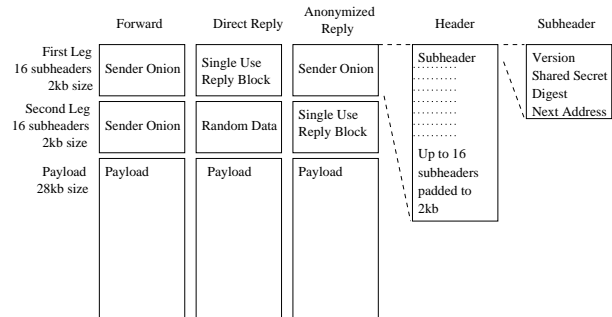 Forward
Direct Reply
Anonymized
Reply
Header
Subheader
First Leg
16 subheaders
2kb size
Sender Onion
Single Use
Reply Block
Sender Onion
Subheader
Up to 16
subheaders
padded to
2kb
Version
Shared Secret
Digest
Next Address
Second Leg
16 subheaders
2kb size
Sender Onion
Random Data
Single Use
Reply Block
Payload
28kb size
Payload
Payload
Payload